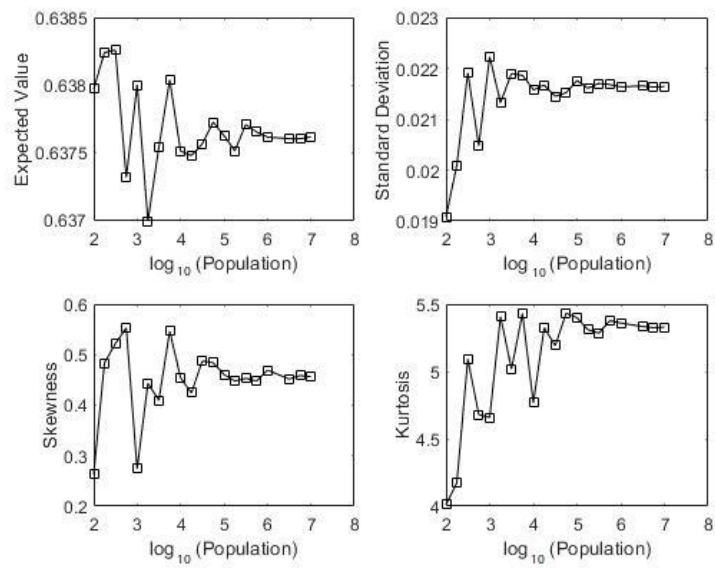 0.6385
0.638
0.6375
0.637
Expected Value
2 3 4 5 6 7 8
log10 (Population)
0.023
0.022
0.021
0.02
0.019
Standard Deviation
2 3 4 5 6 7 8
log10 (Population)
0.6
0.5
0.4
0.3
0.2
Skewness
2 3 4 5 6 7 8
log10 (Population)
5.5
5
4.5
4
Kurtosis
2 3 4 5 6 7 8
log10 (Population)